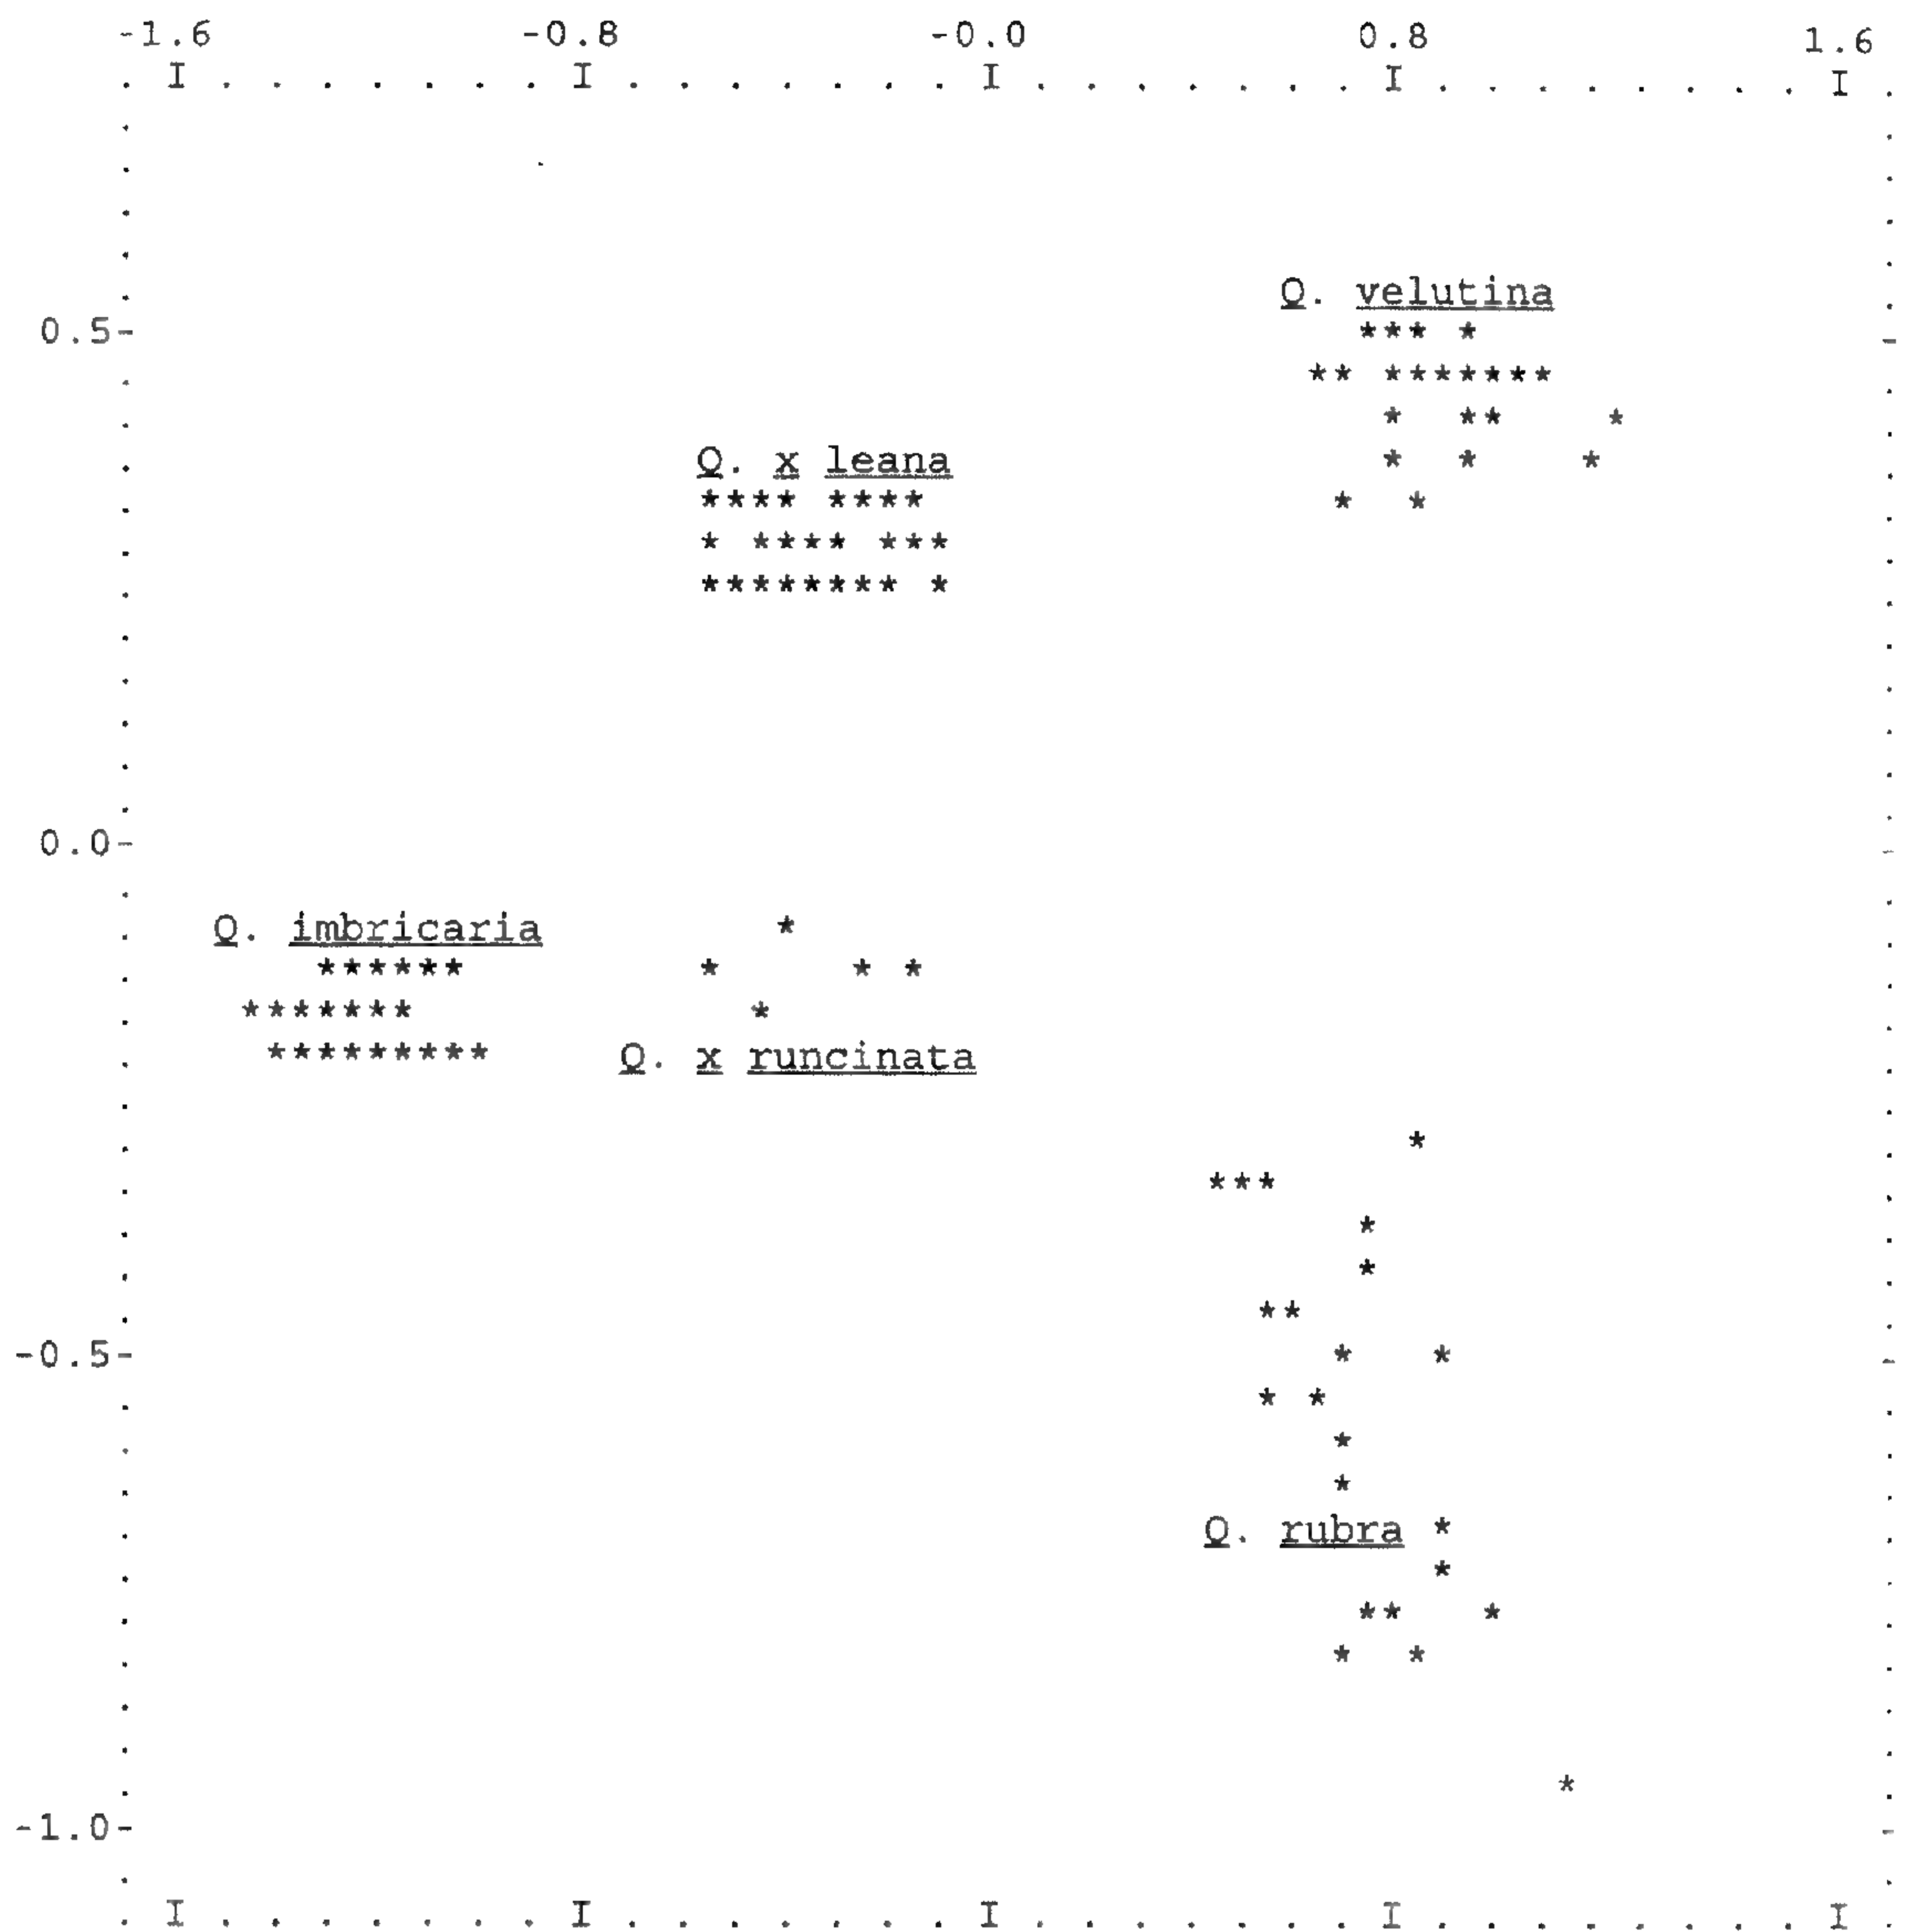 -1.6 -0.8 -0.0 0.8 1.6
Q. velutina
0.5
Q. x leana
0.0
Q. imbricaria
Q. x runcinata
-0.5
Q. rubra
-1.0